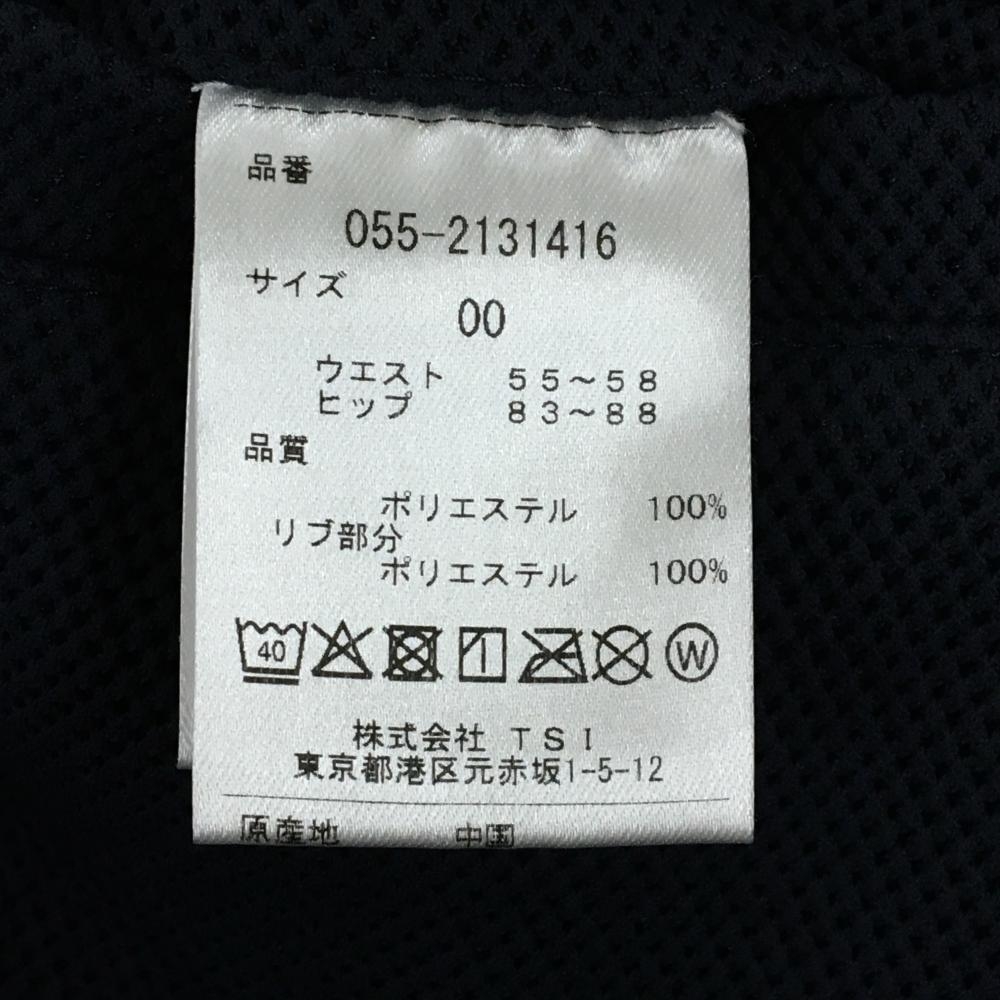 品番
055-2131416
サイズ
00
ウエスト 55~58
ヒップ 83~88
品質
ポリエステル 100%
リブ部分
ポリエステル 100%
40 W
株式会社 TSI
東京都港区元赤坂1-5-12
原産地 中国